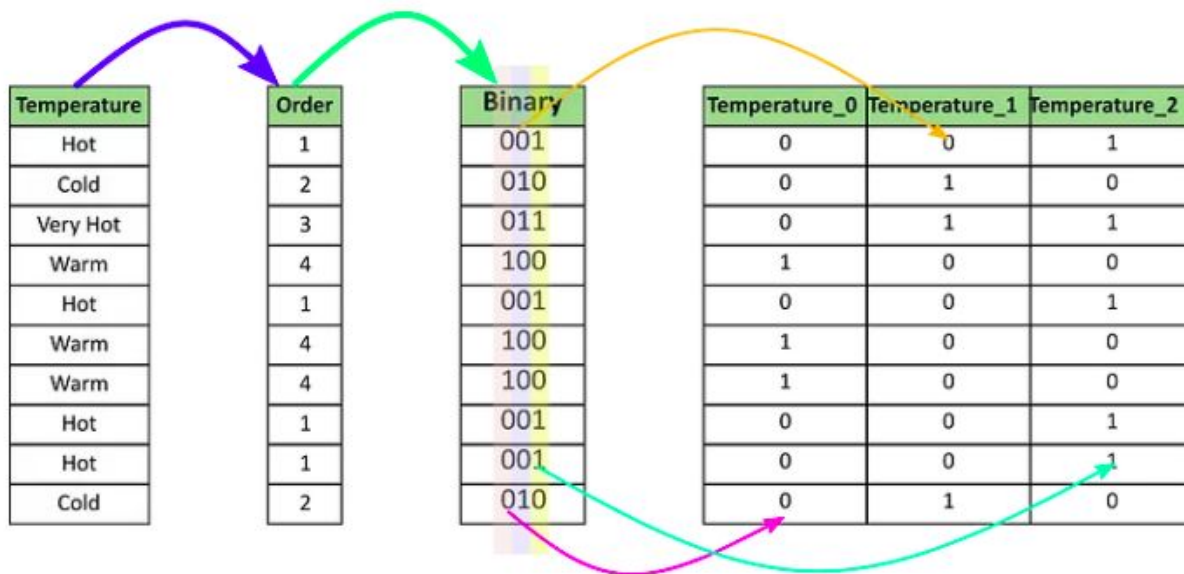 Temperature Order Binary Temperature_0 Temperature_1 Temperature_2
Hot 1 001 0 0 1
Cold 2 010 0 1 0
Very Hot 3 011 0 1 1
Warm 4 100 1 0 0
Hot 1 001 0 0 1
Warm 4 100 1 0 0
Warm 4 100 1 0 0
Hot 1 001 0 0 1
Hot 1 001 0 0 1
Cold 2 010 0 1 0